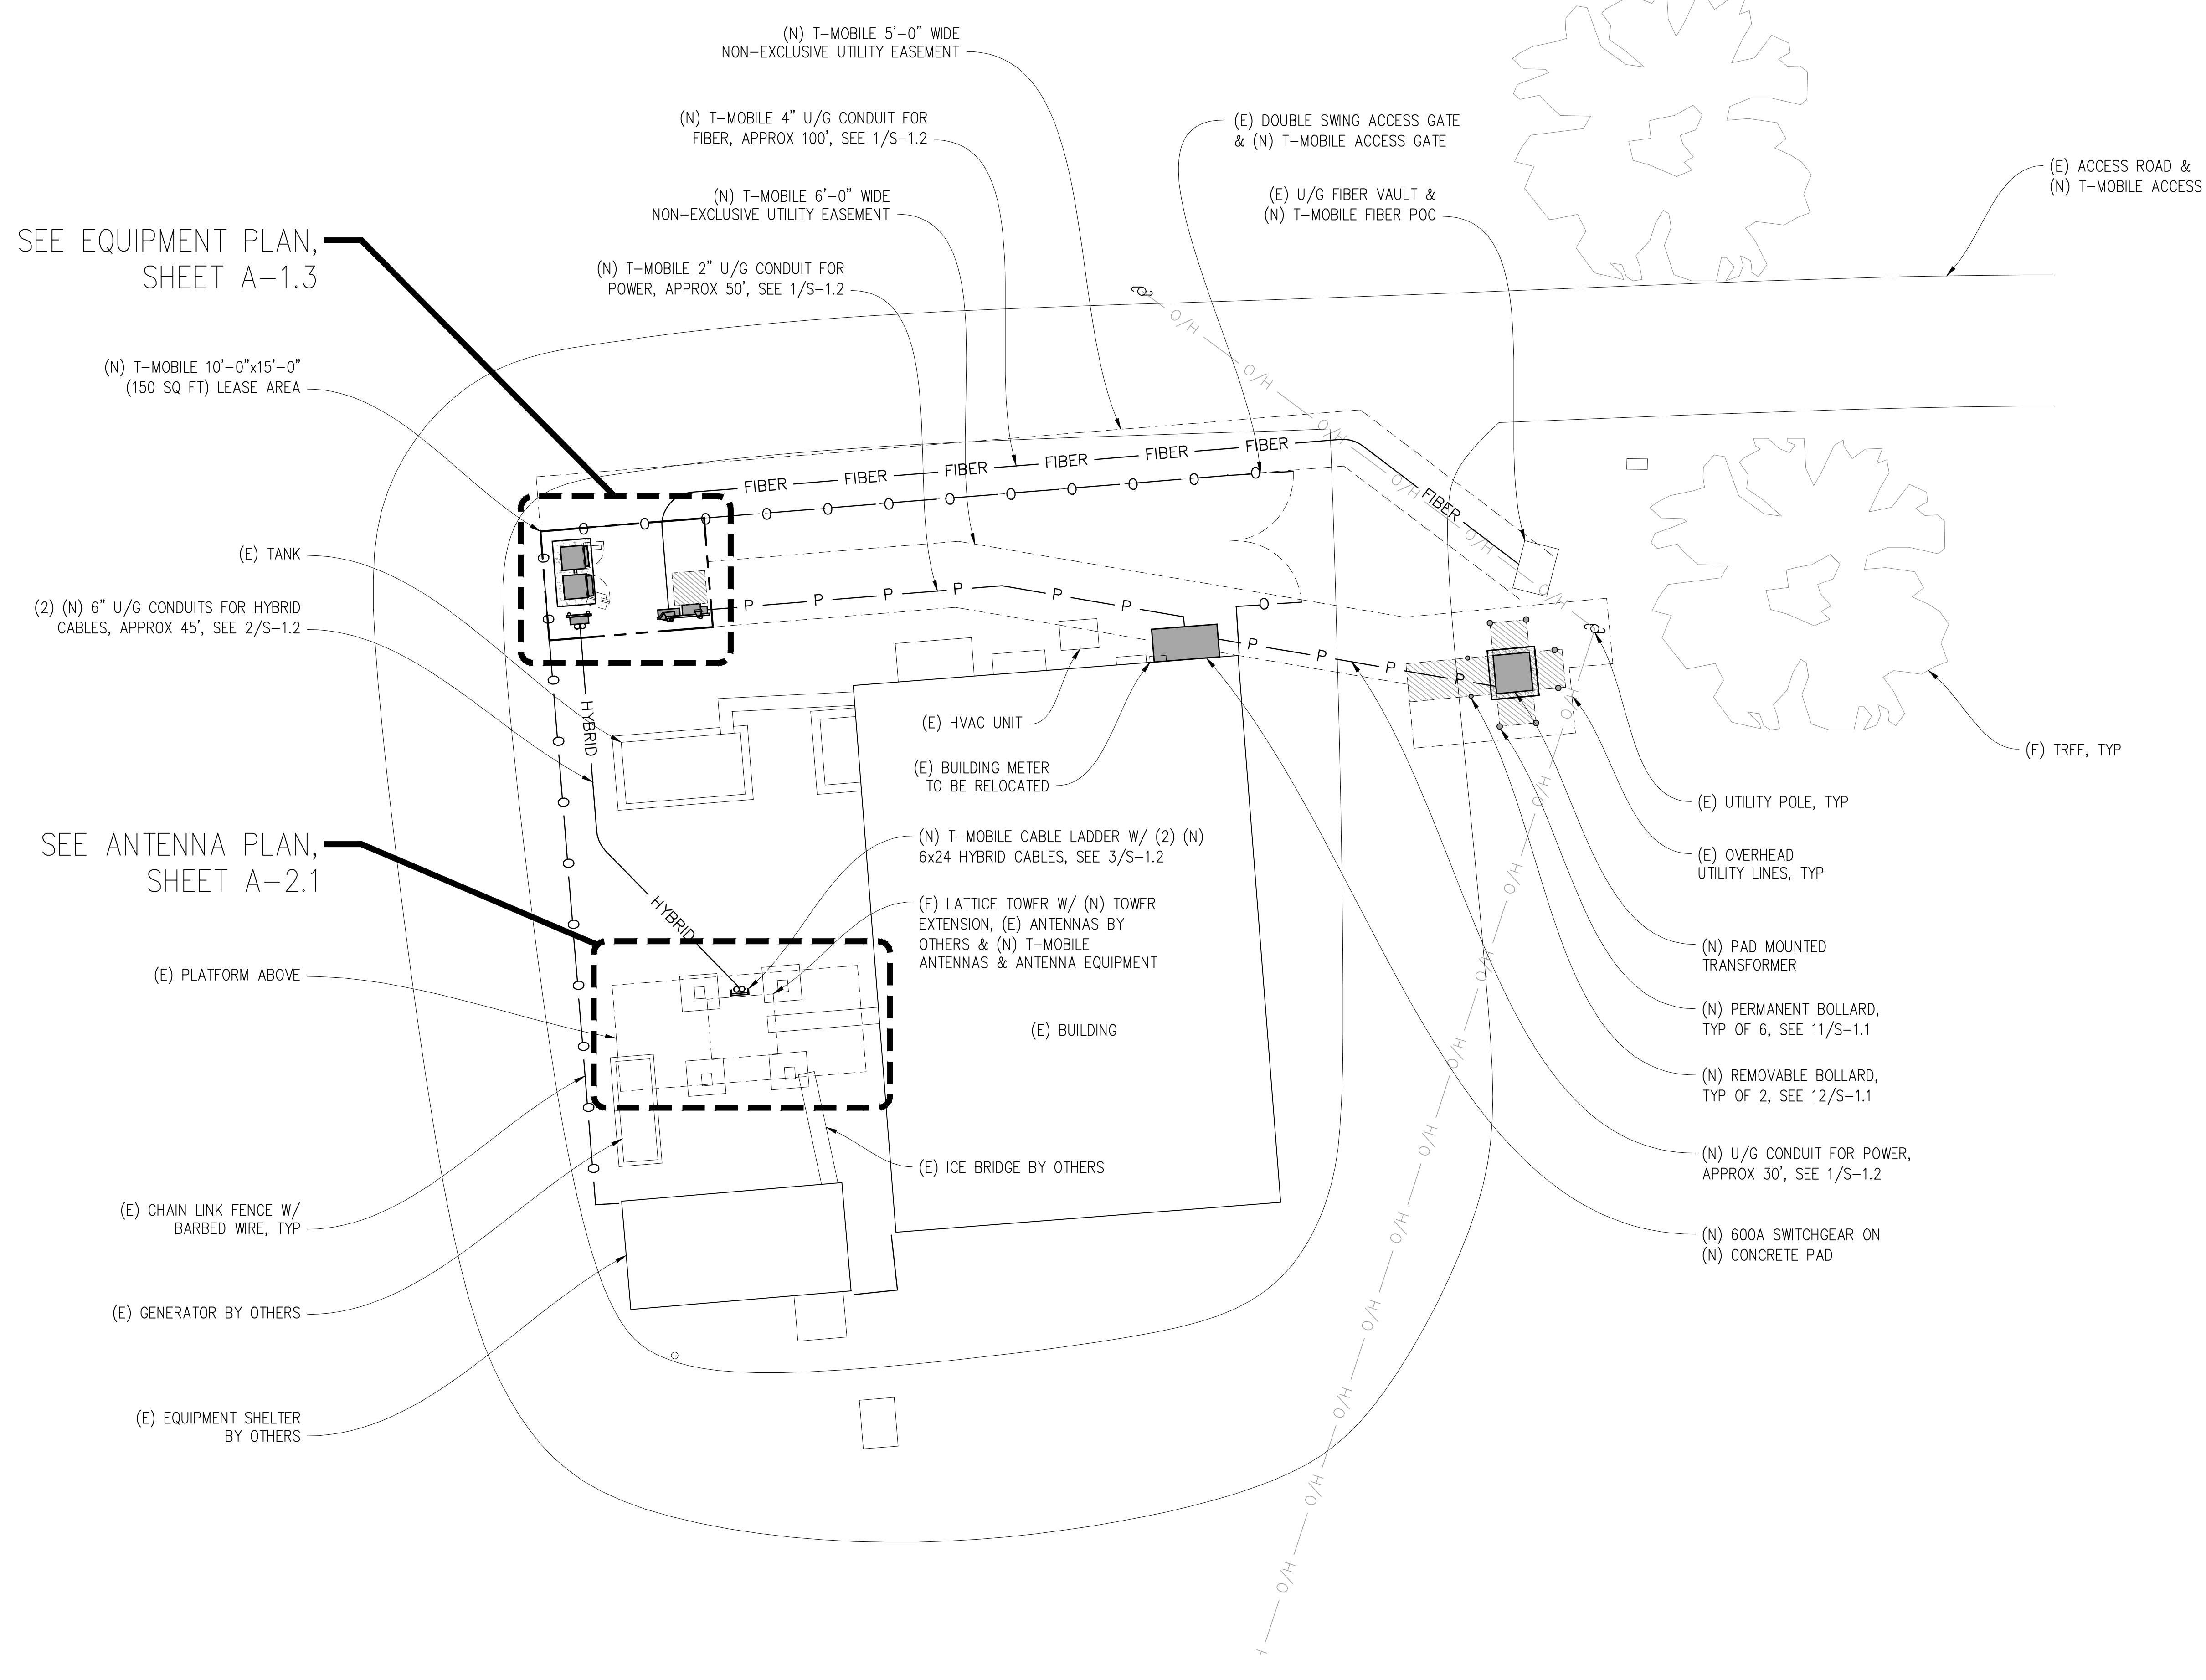 (N) T-MOBILE 5'-0" WIDE
NON-EXCLUSIVE UTILITY EASEMENT
(N) T-MOBILE 4" U/G CONDUIT FOR
FIBER, APPROX 100', SEE 1/S-1.2
(E) DOUBLE SWING ACCESS GATE
& (N) T-MOBILE ACCESS GATE
(E) ACCESS ROAD &
(N) T-MOBILE ACCESS
(N) T-MOBILE 6'-0" WIDE
NON-EXCLUSIVE UTILITY EASEMENT
(E) U/G FIBER VAULT &
(N) T-MOBILE FIBER POC
SEE EQUIPMENT PLAN,
SHEET A-1.3
(N) T-MOBILE 2" U/G CONDUIT FOR
POWER, APPROX 50', SEE 1/S-1.2
(N) T-MOBILE 10'-0"x15'-0"
(150 SQ FT) LEASE AREA
O/H
O/H
O/H
O/H
O/H
O/H
O
FIBER FIBER FIBER FIBER FIBER FIBER
FIBER
(E) TANK
(2) (N) 6" U/G CONDUITS FOR HYBRID
CABLES, APPROX 45', SEE 2/S-1.2
P P P P P P
P P P P
HYBRID
HYBRID
(E) HVAC UNIT
(E) BUILDING METER
TO BE RELOCATED
(E) TREE, TYP
(E) UTILITY POLE, TYP
(N) T-MOBILE CABLE LADDER W/ (2) (N)
6x24 HYBRID CABLES, SEE 3/S-1.2
(E) OVERHEAD
UTILITY LINES, TYP
SEE ANTENNA PLAN,
SHEET A-2.1
(E) LATTICE TOWER W/ (N) TOWER
EXTENSION, (E) ANTENNAS BY
OTHERS & (N) T-MOBILE
ANTENNAS & ANTENNA EQUIPMENT
(N) PAD MOUNTED
TRANSFORMER
(E) PLATFORM ABOVE
(E) BUILDING
(N) PERMANENT BOLLARD,
TYP OF 6, SEE 11/S-1.1
(N) REMOVABLE BOLLARD,
TYP OF 2, SEE 12/S-1.1
(E) ICE BRIDGE BY OTHERS
(N) U/G CONDUIT FOR POWER,
APPROX 30', SEE 1/S-1.2
(E) CHAIN LINK FENCE W/
BARBED WIRE, TYP
(N) 600A SWITCHGEAR ON
(N) CONCRETE PAD
(E) GENERATOR BY OTHERS
(E) EQUIPMENT SHELTER
BY OTHERS
O/H
O/H
O/H
O/H
O/H
O/H
O/H
O/H
O/H
O/H
H